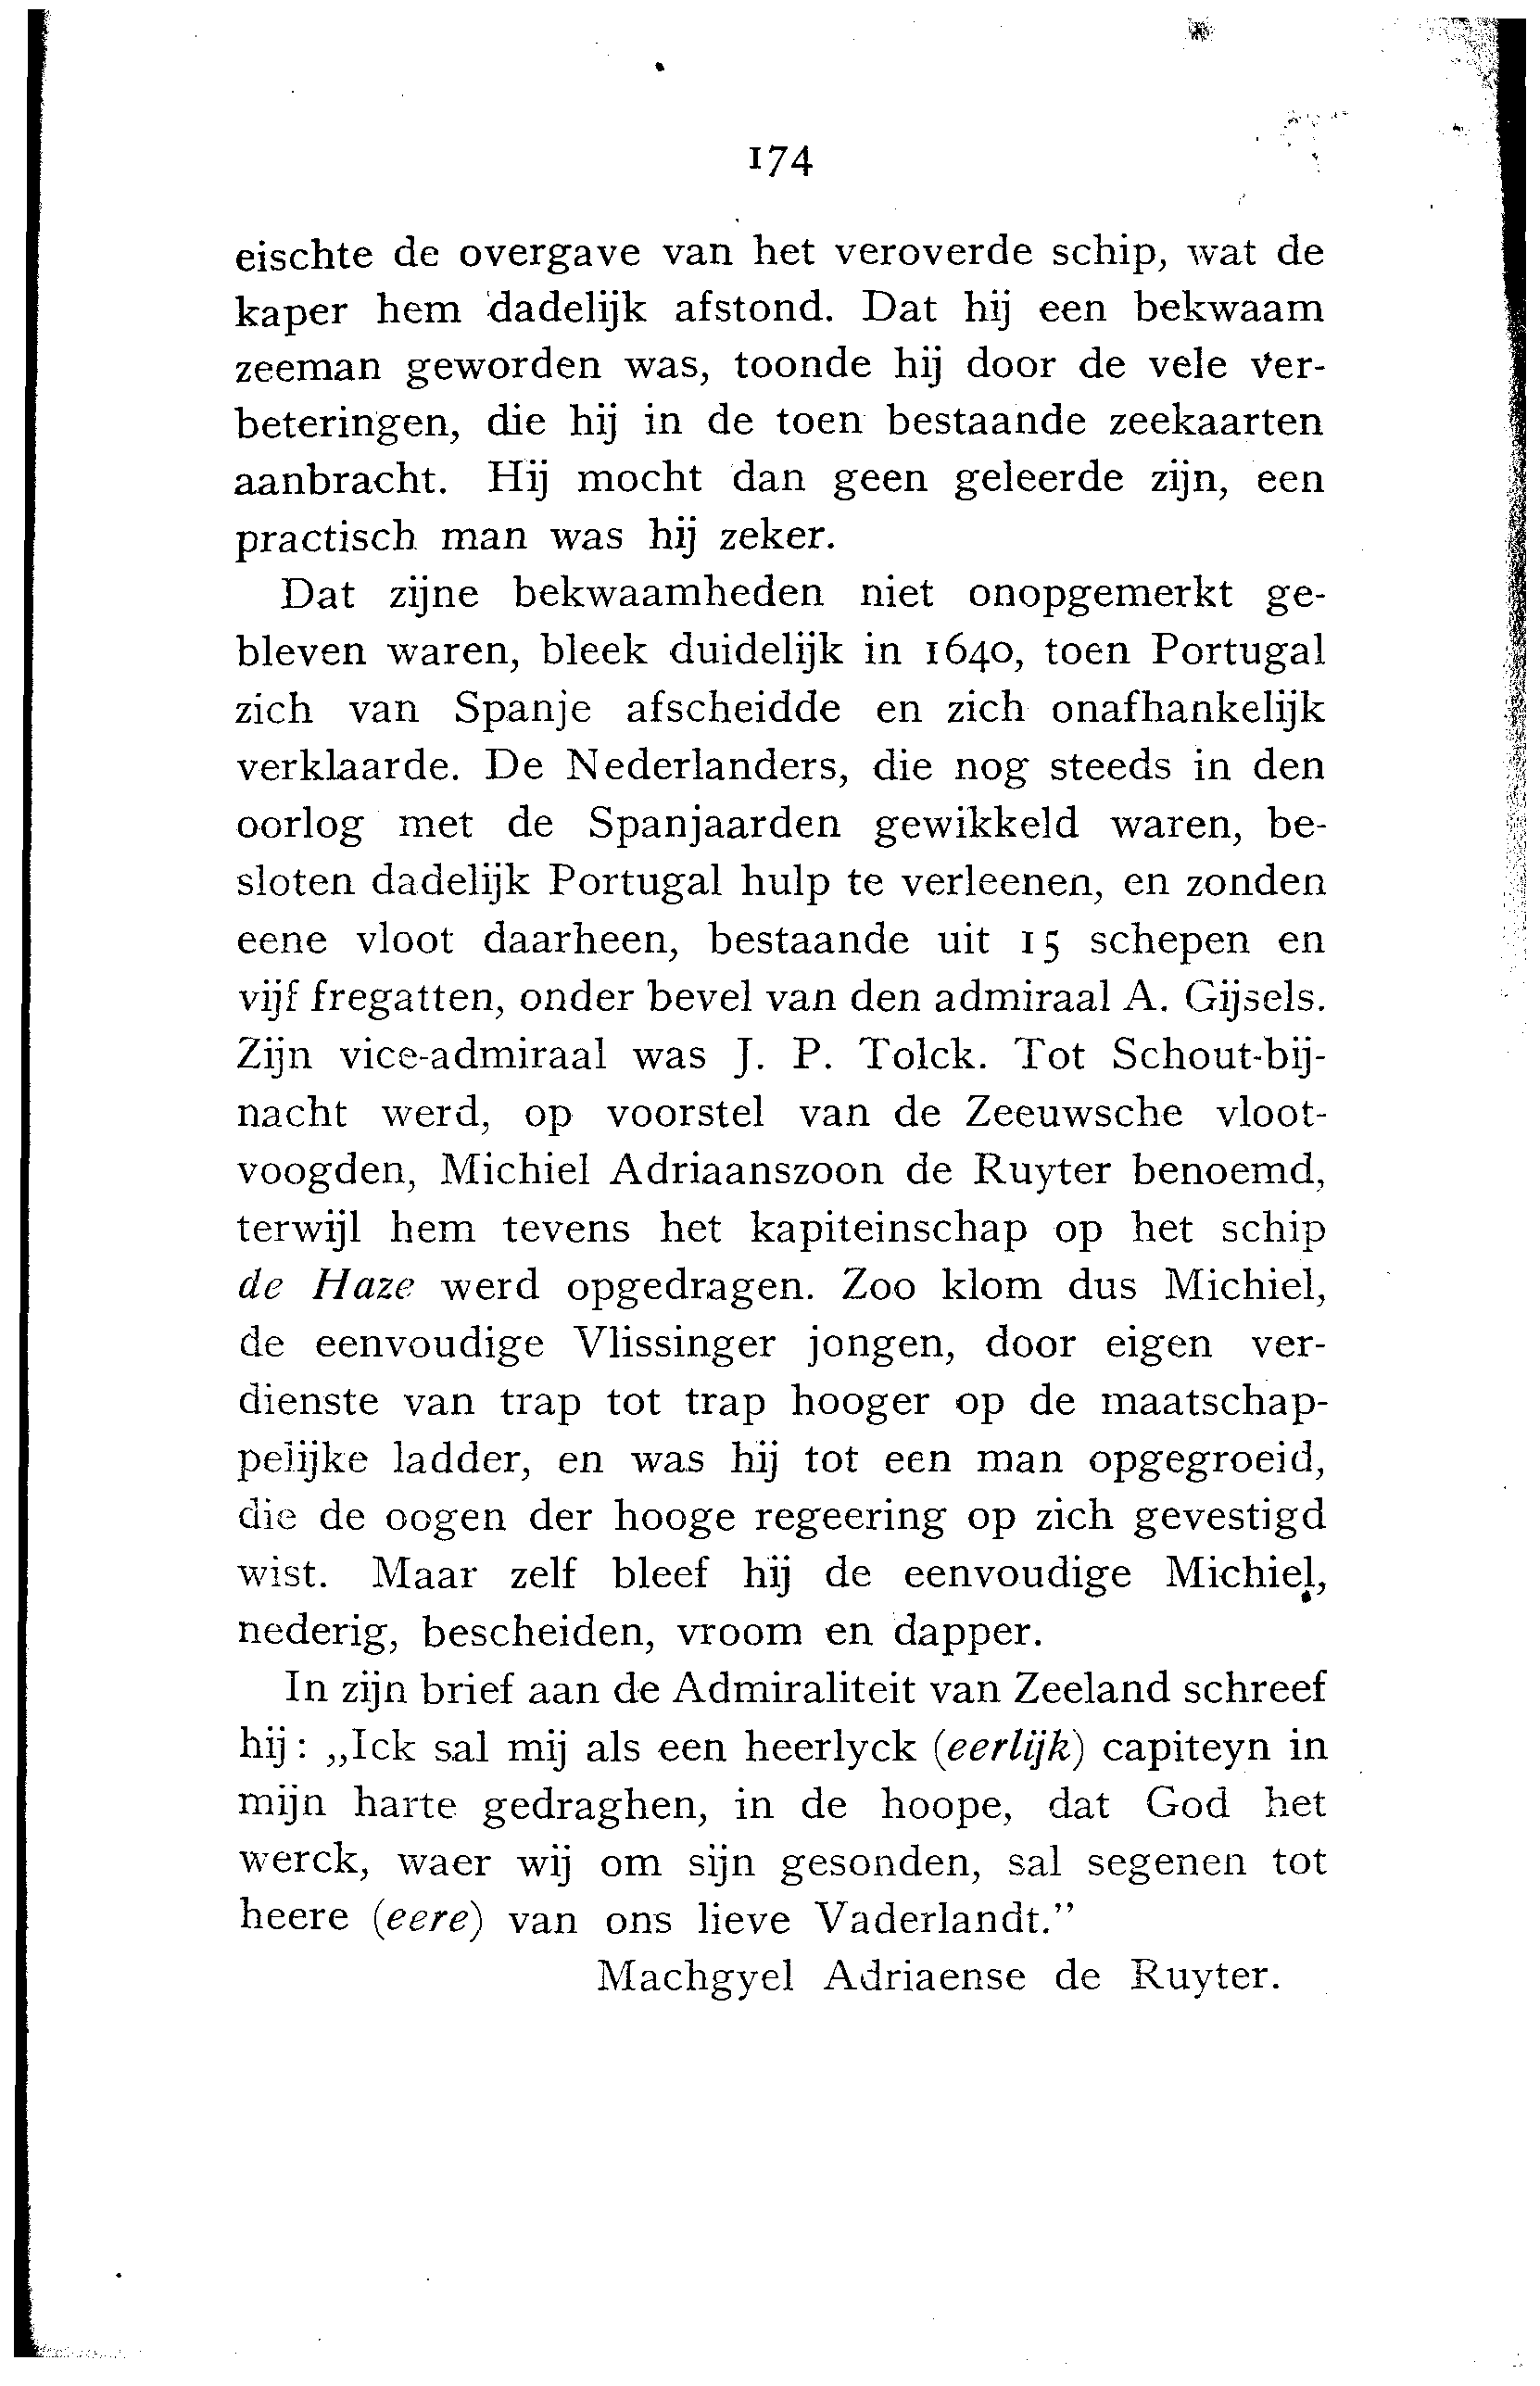 174
eischte de overgave van het veroverde schip, wat de
kaper hem dadelijk afstond. Dat hij een bekwaam
zeeman geworden was, toonde hij door de vele ver-
beteringen, die hij in de toen bestaande zeekaarten
aanbracht. Hij mocht dan geen geleerde zijn, een
practisch man was hij zeker.
Dat zijne bekwaamheden niet onopgemerkt ge-
bleven waren, bleek duidelijk in 1640, toen Portugal
zich van Spanje afscheidde en zich onafhankelijk
verklaarde. De Nederlanders, die nog steeds in den
oorlog met de Spanjaarden gewikkeld waren, be-
sloten dadelijk Portugal hulp te verleenen, en zonden
eene vloot daarheen, bestaande uit 15 schepen en
vijf fregatten, onder bevel van den admiraal A. Gijsels.
Zijn vice-admiraal was J. P. Tolck. Tot Schout-bij-
nacht werd, op voorstel van de Zeeuwsche vloot-
voogden, Michiel Adriaanszoon de Ruyter benoemd,
terwijl hem tevens het kapiteinschap op het schip
de Haze werd opgedragen. Zoo klom dus Michiel,
de eenvoudige Vlissinger jongen, door eigen ver-
dienste van trap tot trap hooger op de maatschap-
pelijke ladder, en was hij tot een man opgegroeid,
die de oogen der hooge regeering op zich gevestigd
wist. Maar zelf bleef hij de eenvoudige Michiel,
nederig, bescheiden, vroom en dapper.
In zijn brief aan de Admiraliteit van Zeeland schreef
hij: „Ick sal mij als een heerlyck (eerlijk) capiteyn in
mijn harte gedraghen, in de hoope, dat God het
werck, waer wij om sijn gesonden, sal segenen tot
heere (eere) van ons lieve Vaderlandt.”
Machgyel Adriaense de Ruyter.